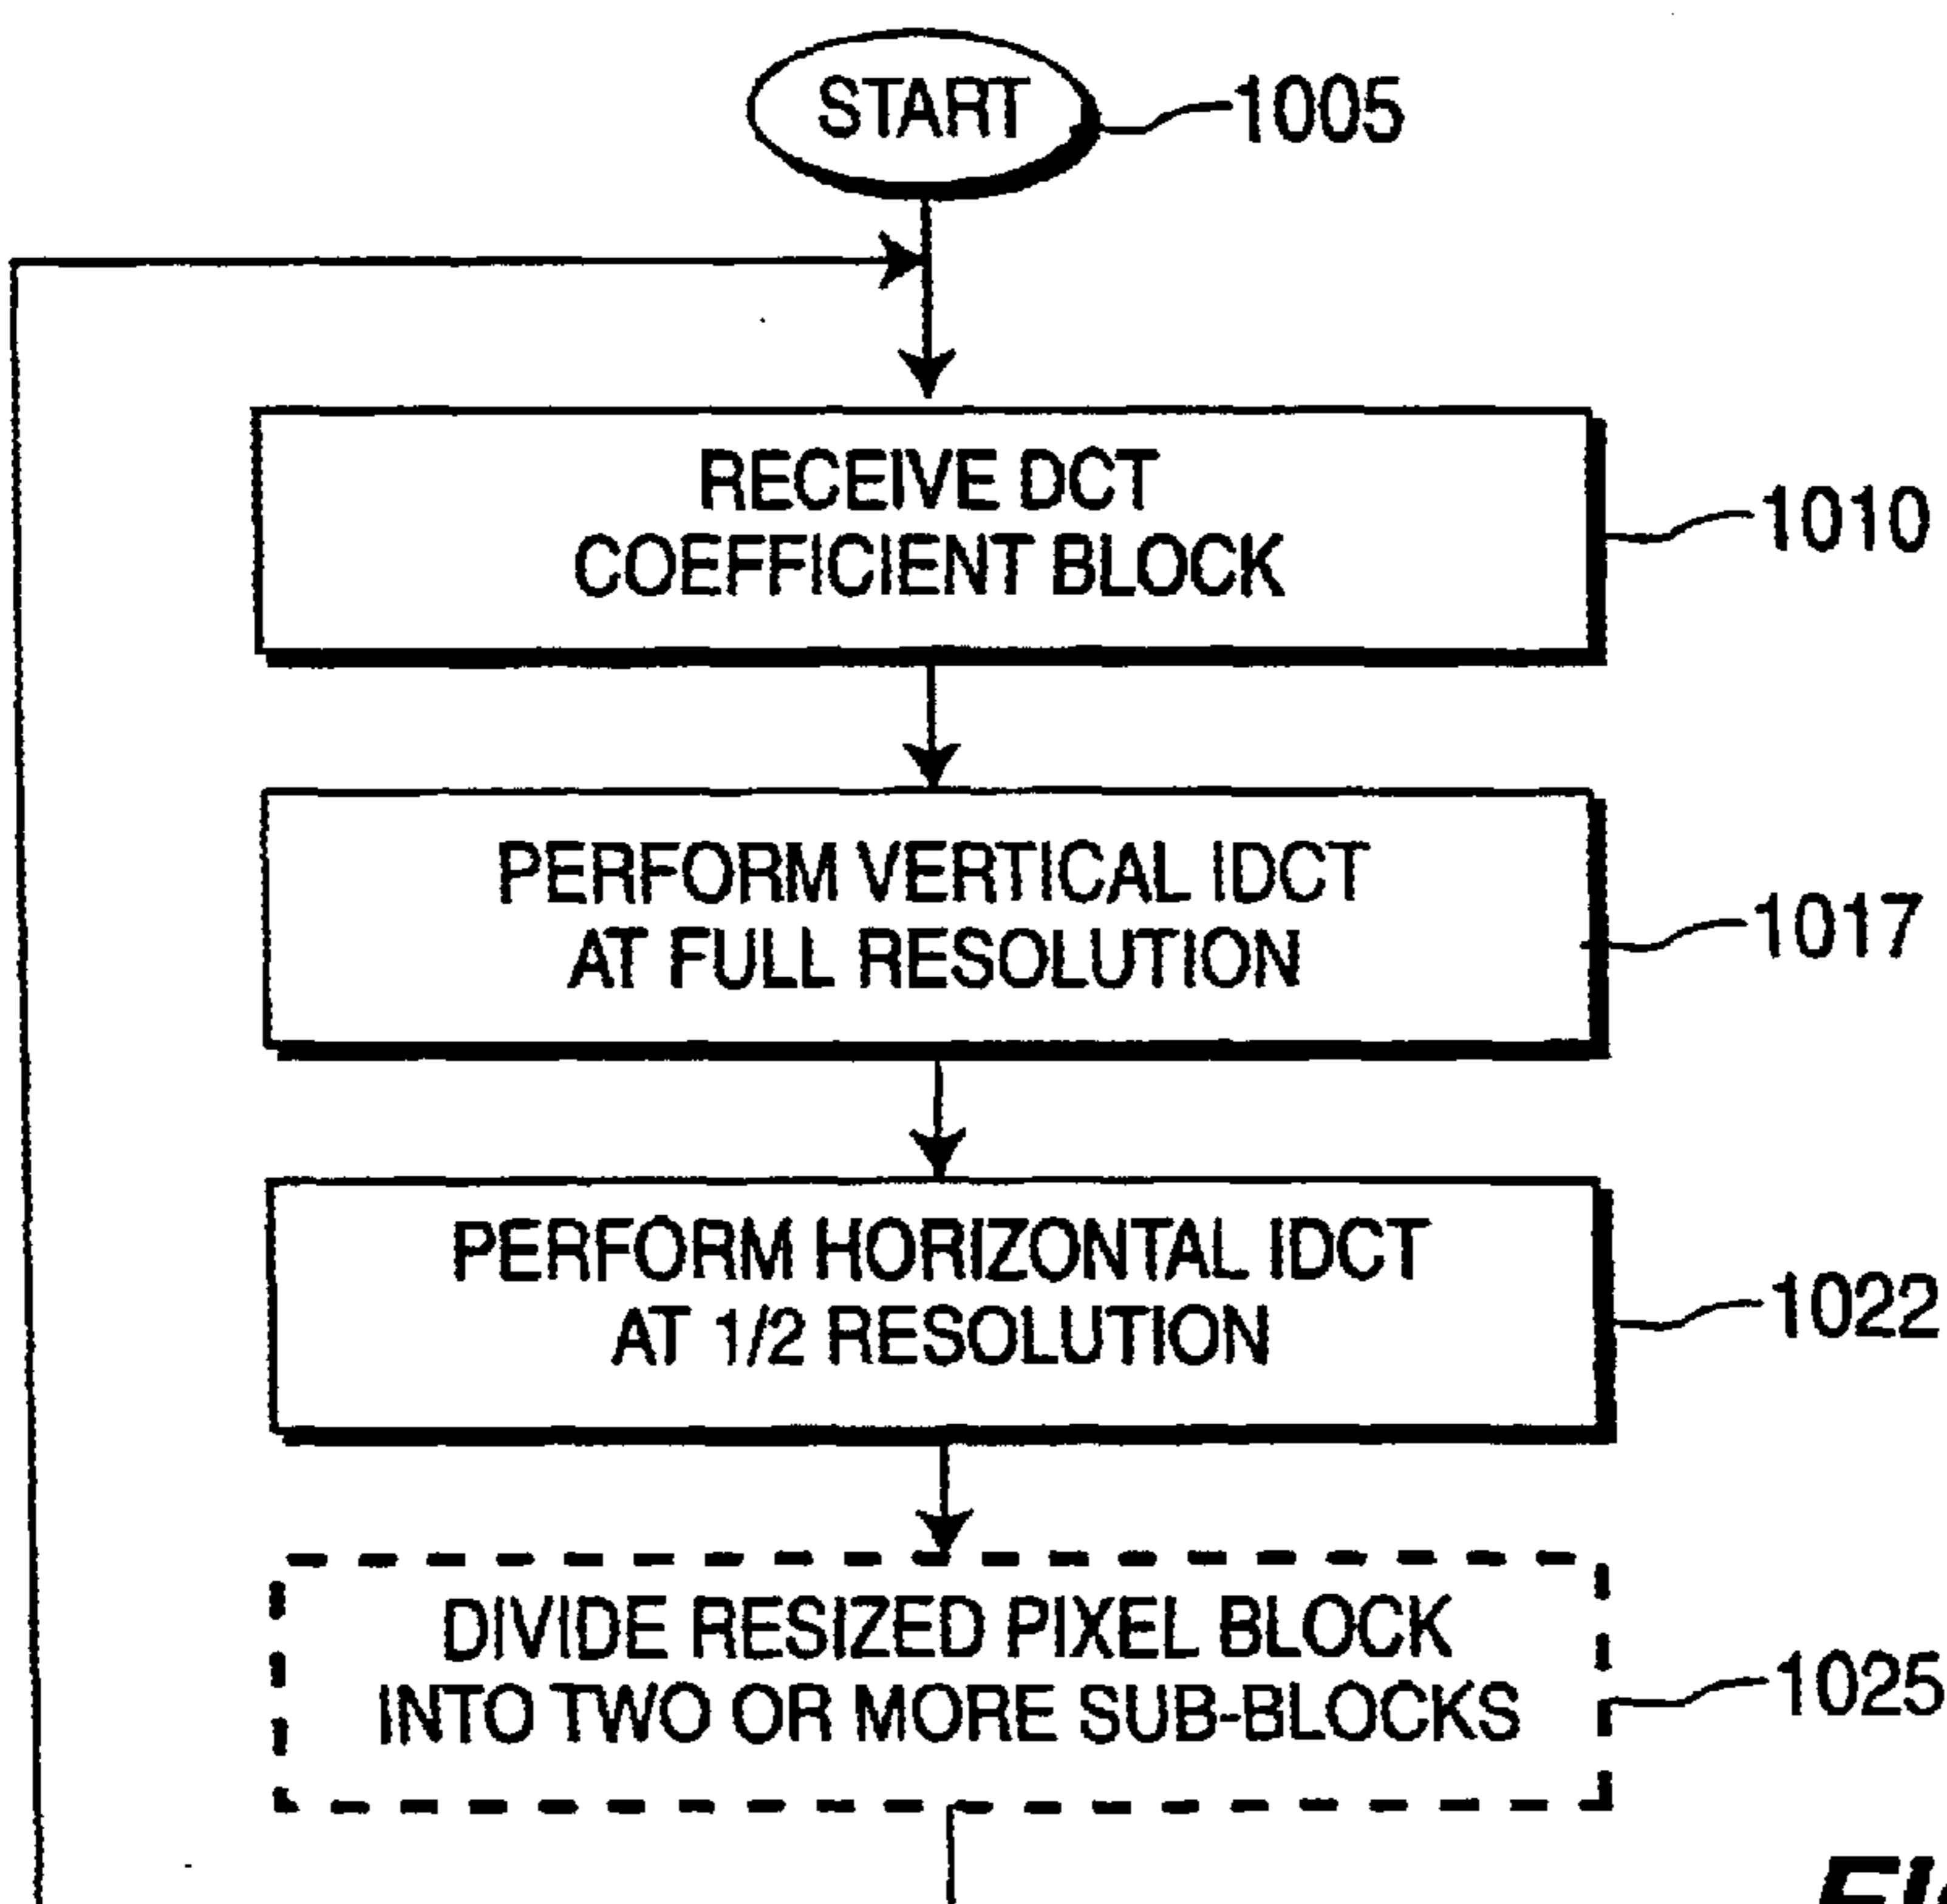 START
1005
RECEIVE DCT
COEFFICIENT BLOCK
1010
PERFORM VERTICAL IDCT
AT FULL RESOLUTION
1017
PERFORM HORIZONTAL IDCT
AT 1/2 RESOLUTION
1022
DIVIDE RESIZED PIXEL BLOCK
INTO TWO OR MORE SUB-BLOCKS
1025